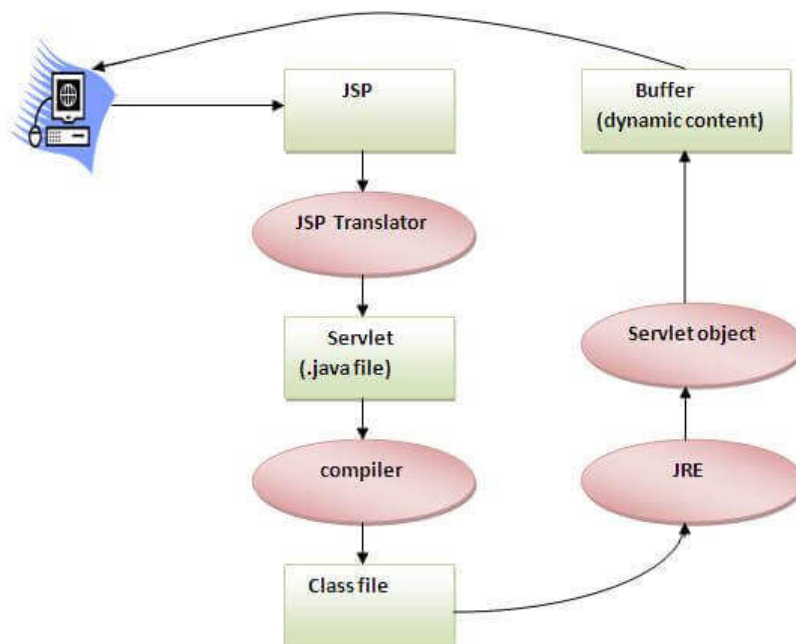 JSP
Buffer
(dynamic content)
JSP Translator
Servlet
(.java file)
Servlet object
compiler
JRE
Class file